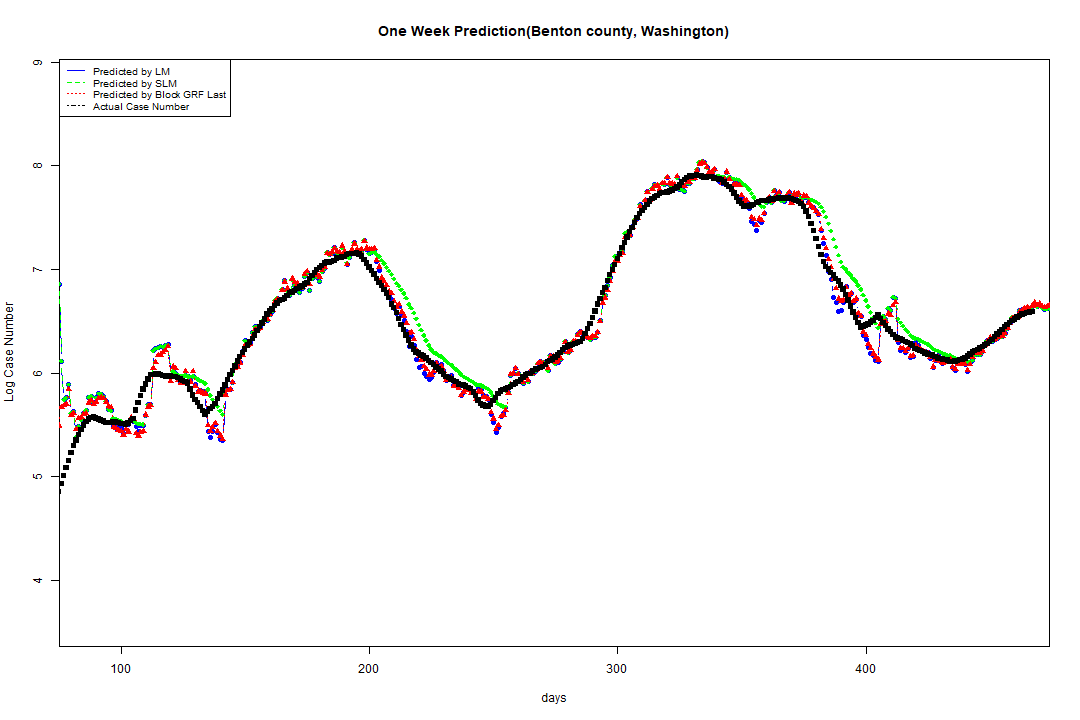 One Week Prediction(Benton county, Washington)
Predicted by LM
Predicted by SLM
Predicted by Block GRF Last
Actual Case Number
9
8
7
6
5
4
Log Case Number
100
200
300
400
days